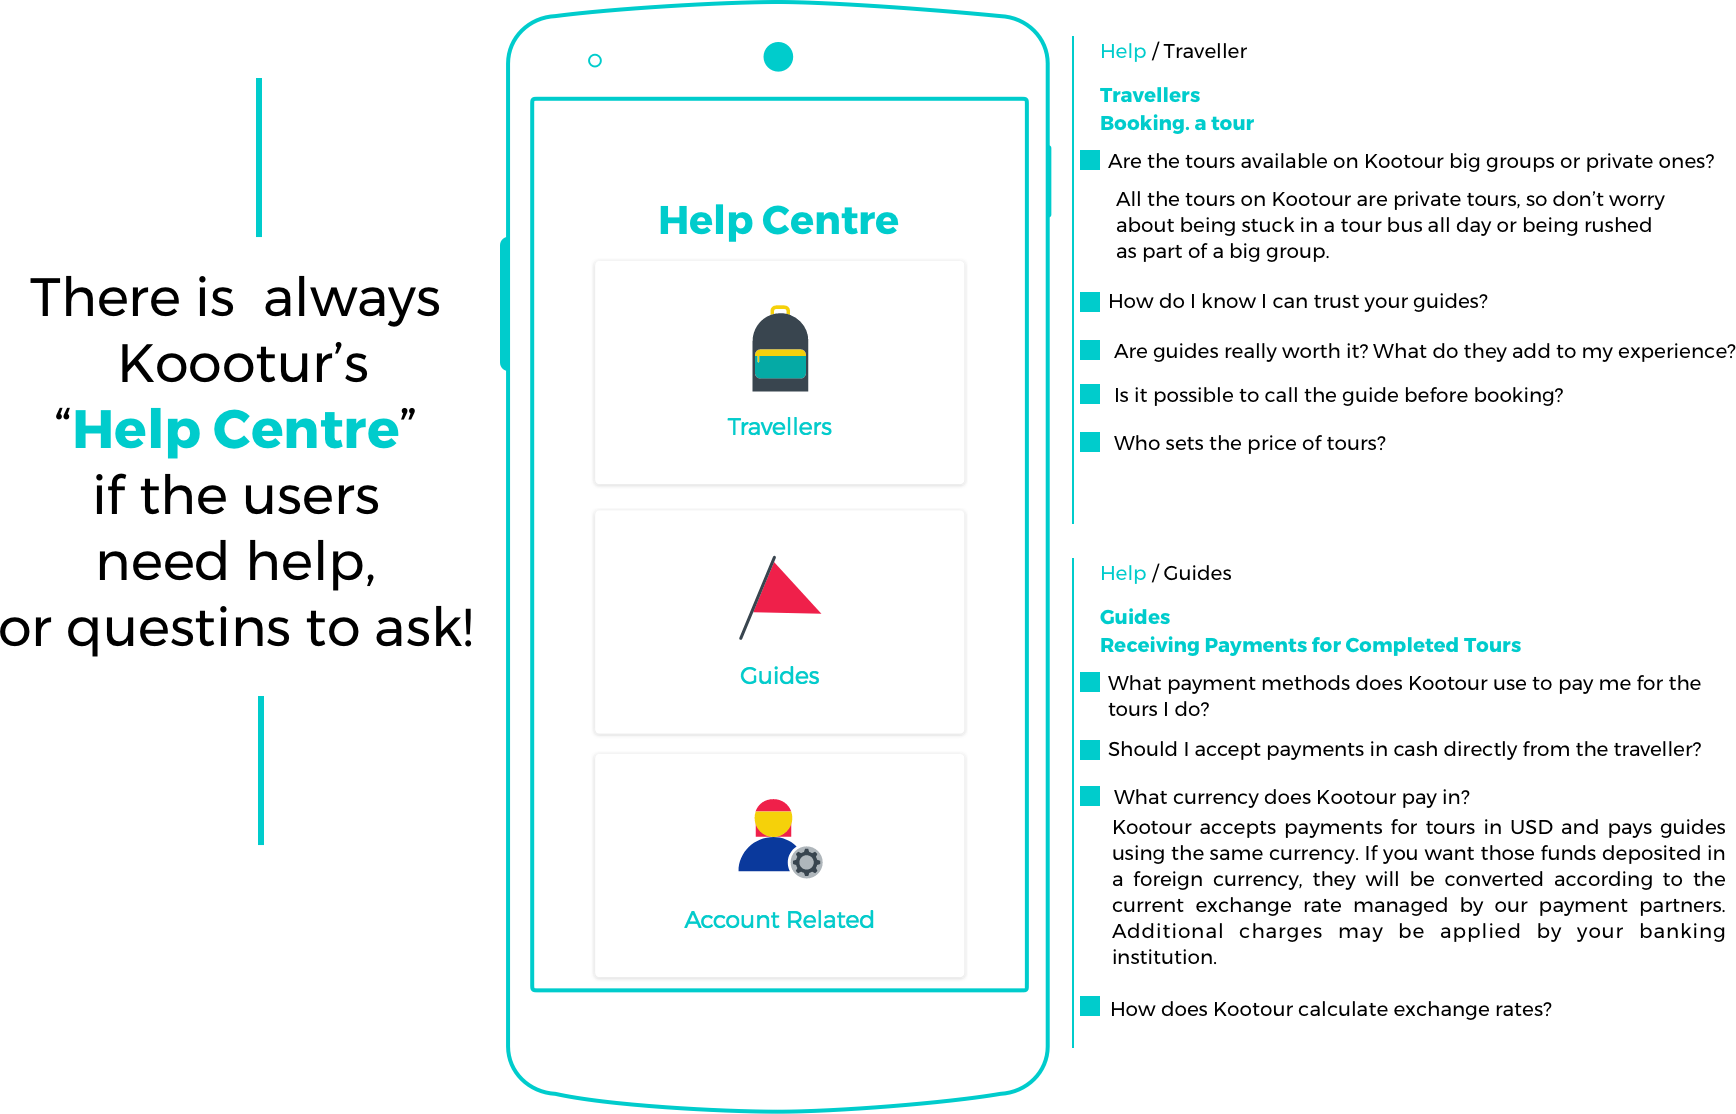 There is  always
Koootur’s
“Help Centre”
if the users
need help,
or questins to ask!
Help Centre
Travellers
Guides
Account Related
Help / Traveller
Travellers
Booking. a tour
Are the tours available on Kootour big groups or private ones?
All the tours on Kootour are private tours, so don’t worry
about being stuck in a tour bus all day or being rushed
as part of a big group.
How do I know I can trust your guides?
Are guides really worth it? What do they add to my experience?
Is it possible to call the guide before booking?
Who sets the price of tours?
Help / Guides
Guides
Receiving Payments for Completed Tours
What payment methods does Kootour use to pay me for the
tours I do?
Should I accept payments in cash directly from the traveller?
What currency does Kootour pay in?
Kootour accepts payments for tours in USD and pays guides
using the same currency. If you want those funds deposited in
a foreign currency, they will be converted according to the
current exchange rate managed by our payment partners.
Additional charges may be applied by your banking
institution.
How does Kootour calculate exchange rates?